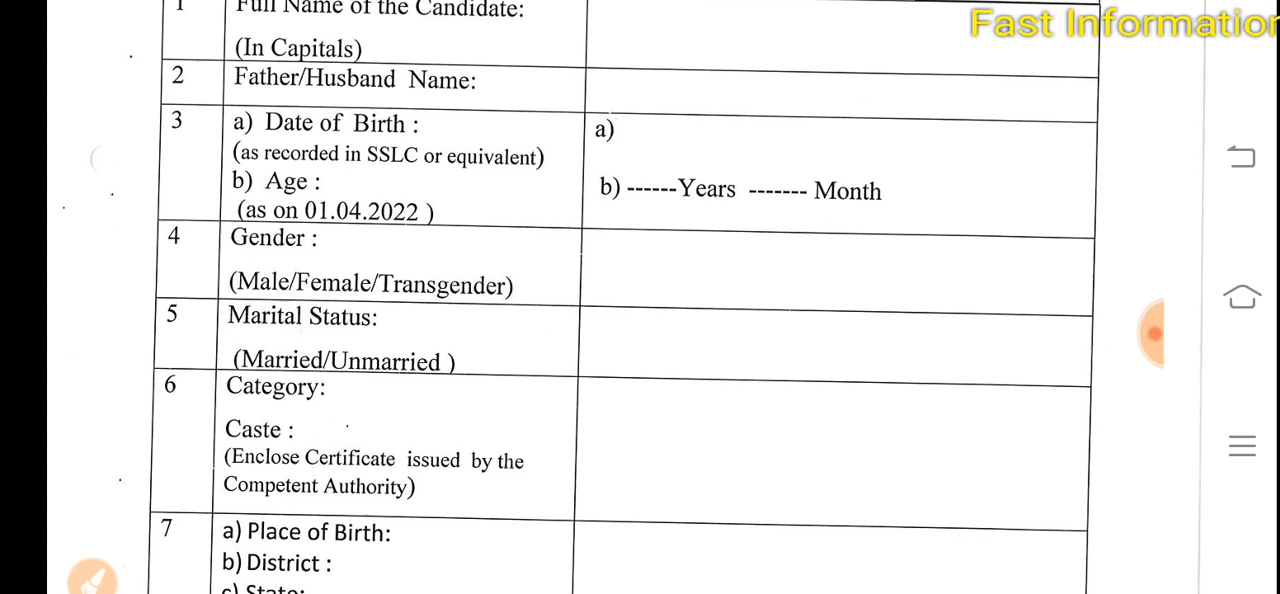 1 Full Name of the Candidate:
Fast Information
(In Capitals)
2 Father/Husband Name:
3 a) Date of Birth : a)
(as recorded in SSLC or equivalent)
b) Age : b) ------Years ------- Month
(as on 01.04.2022 )
4 Gender :
(Male/Female/Transgender)
5 Marital Status:
(Married/Unmarried )
6 Category:
Caste :
(Enclose Certificate issued by the
Competent Authority)
7 a) Place of Birth:
b) District :
c) State: